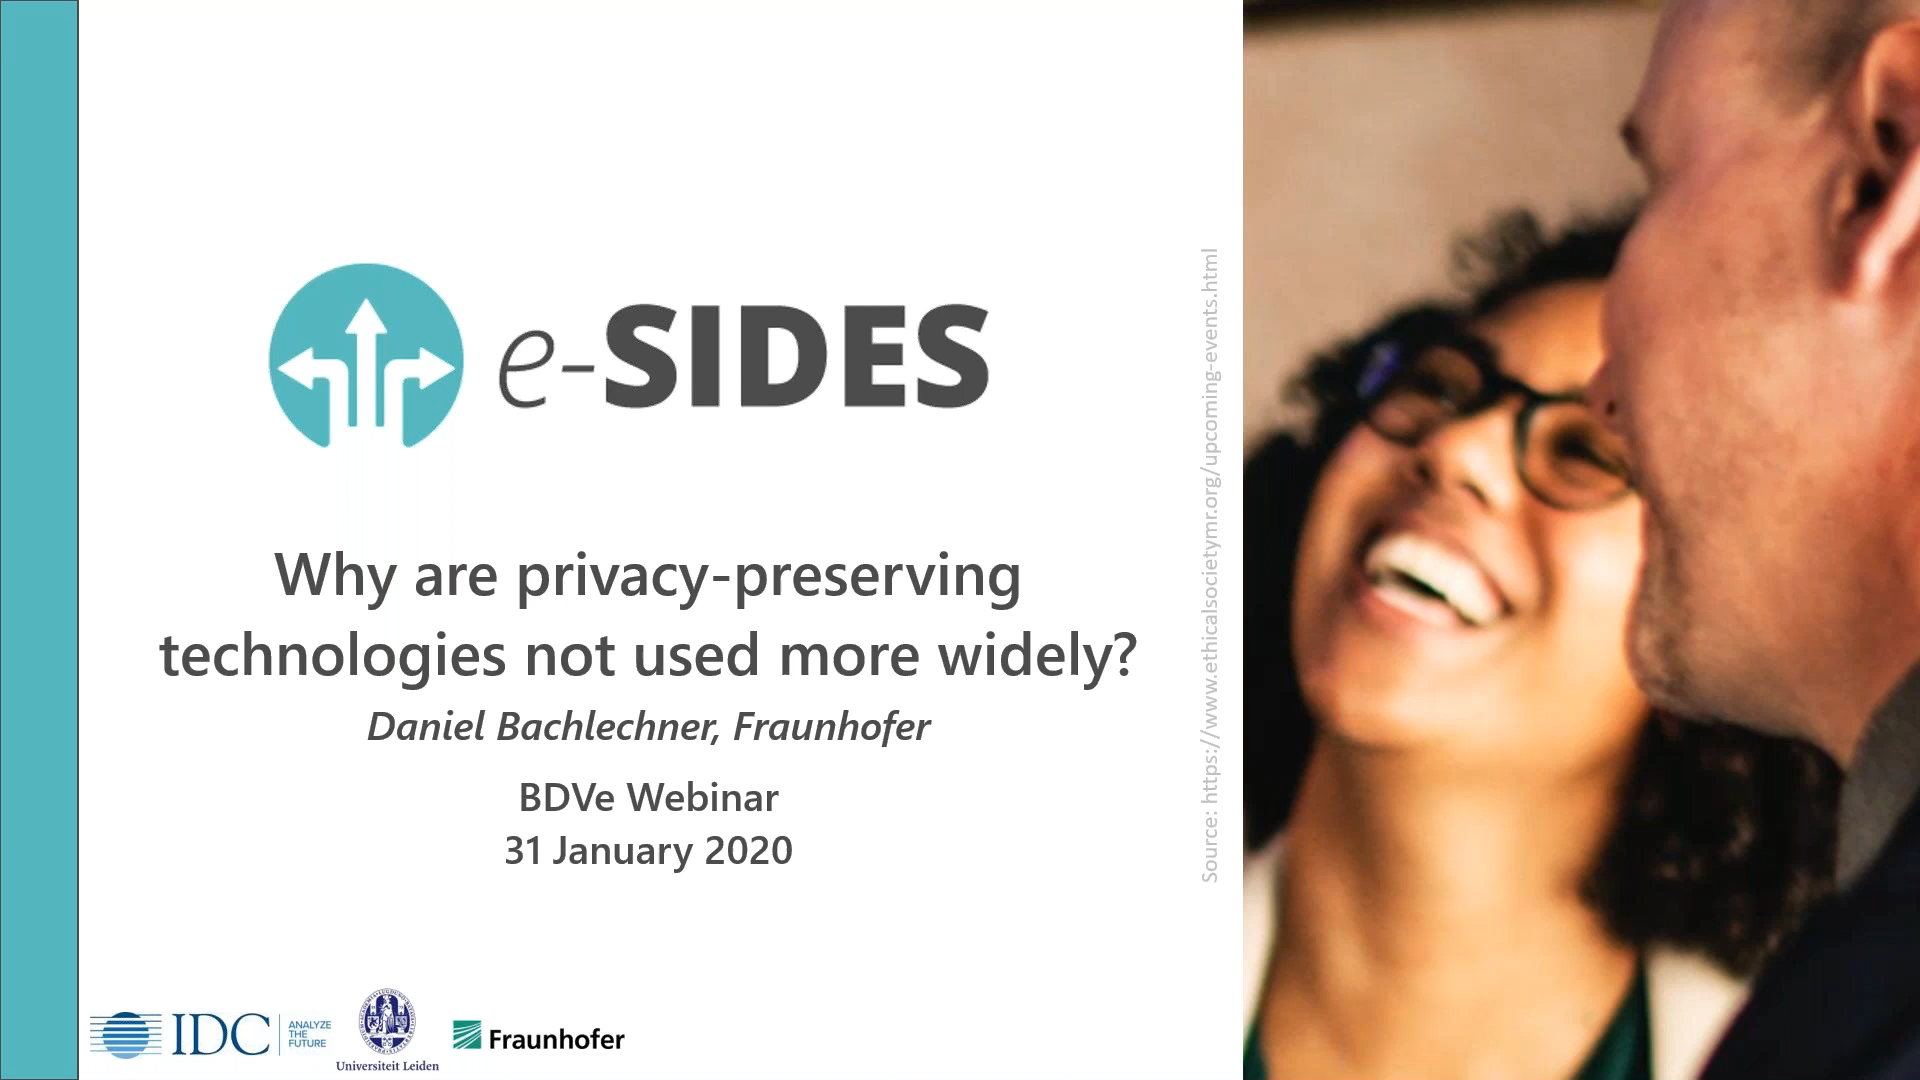 e-SIDES
Why are privacy-preserving
technologies not used more widely?
Daniel Bachlechner, Fraunhofer
BDVe Webinar
31 January 2020
Source: https://www.ethicalsocietymr.org/upcoming-events.html
IDC
ANALYZE
THE
FUTURE
Universiteit Leiden
Fraunhofer